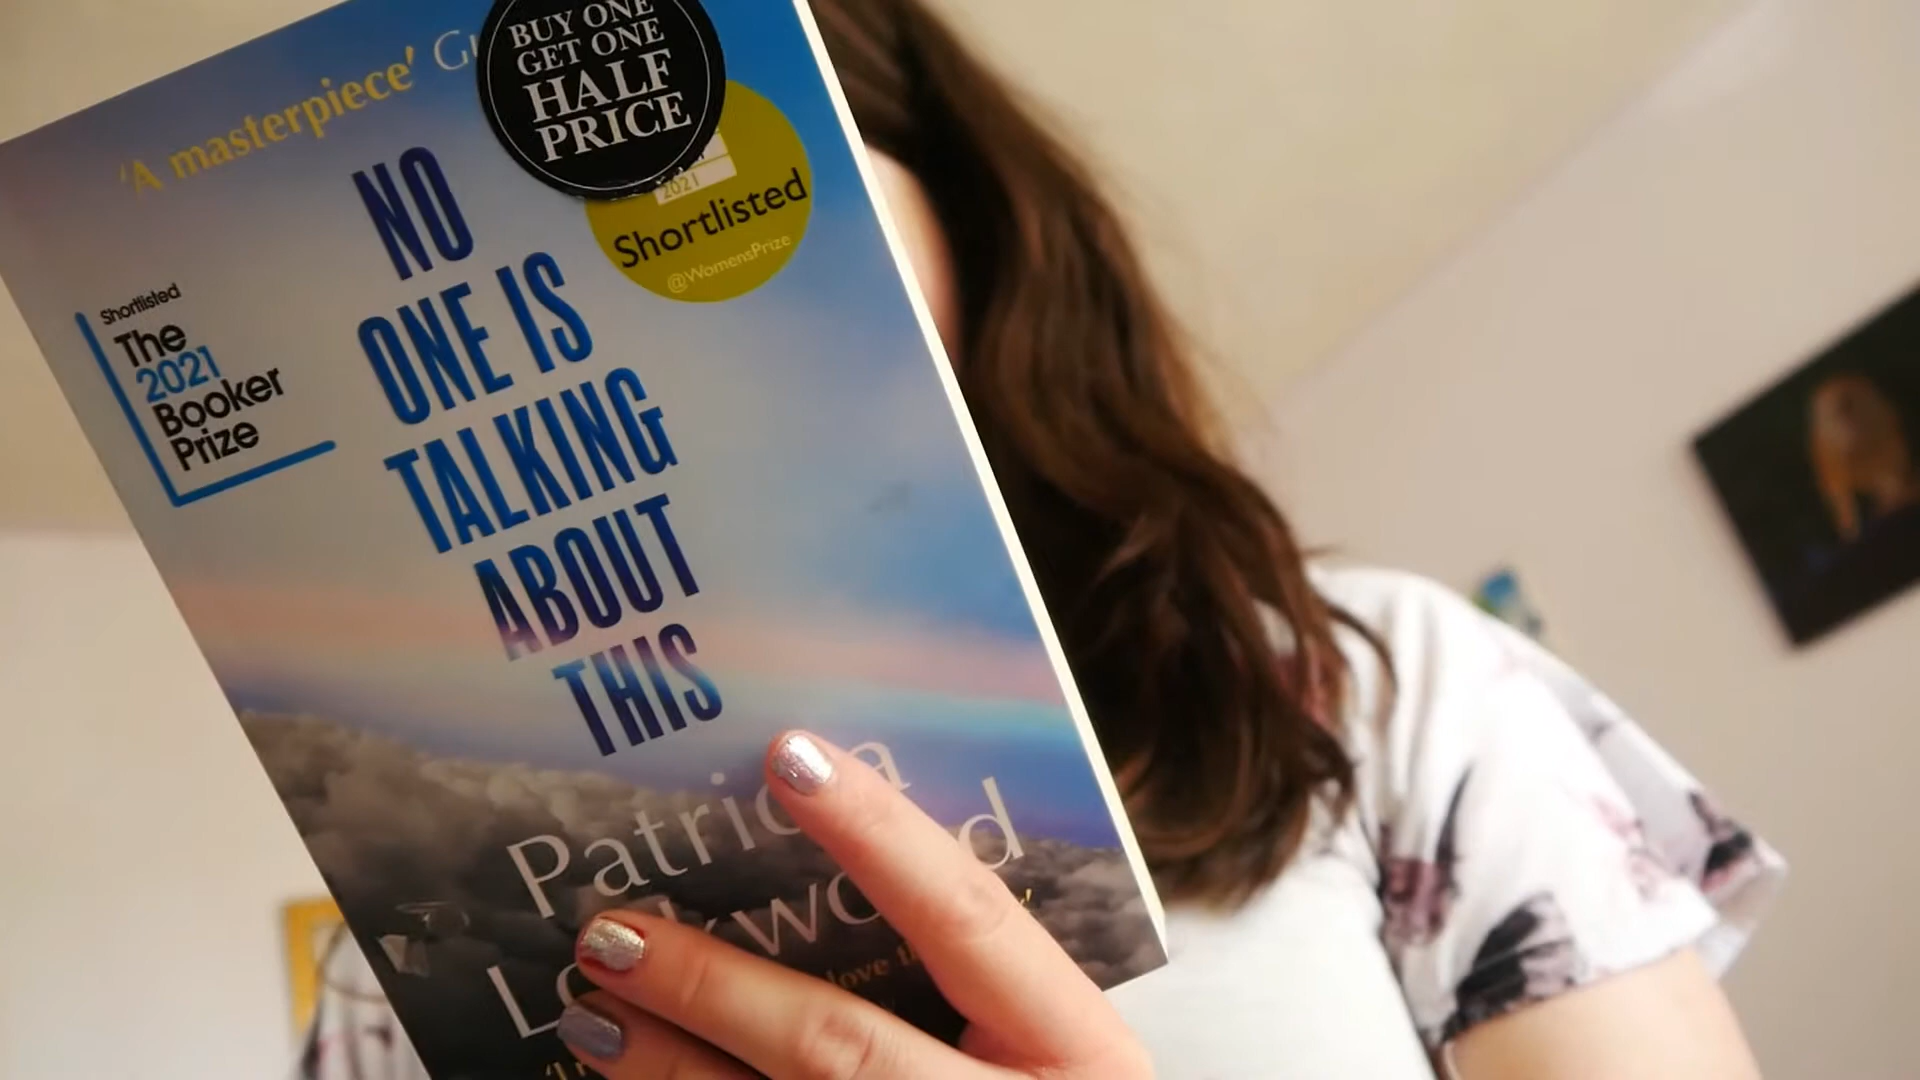 'A masterpiece'
BUY ONE
GET ONE
HALF
PRICE
2021
Shortlisted
@WomensPrize
NO
ONE IS
TALKING
ABOUT
THIS
Shortlisted
The
2021
Booker
Prize
love